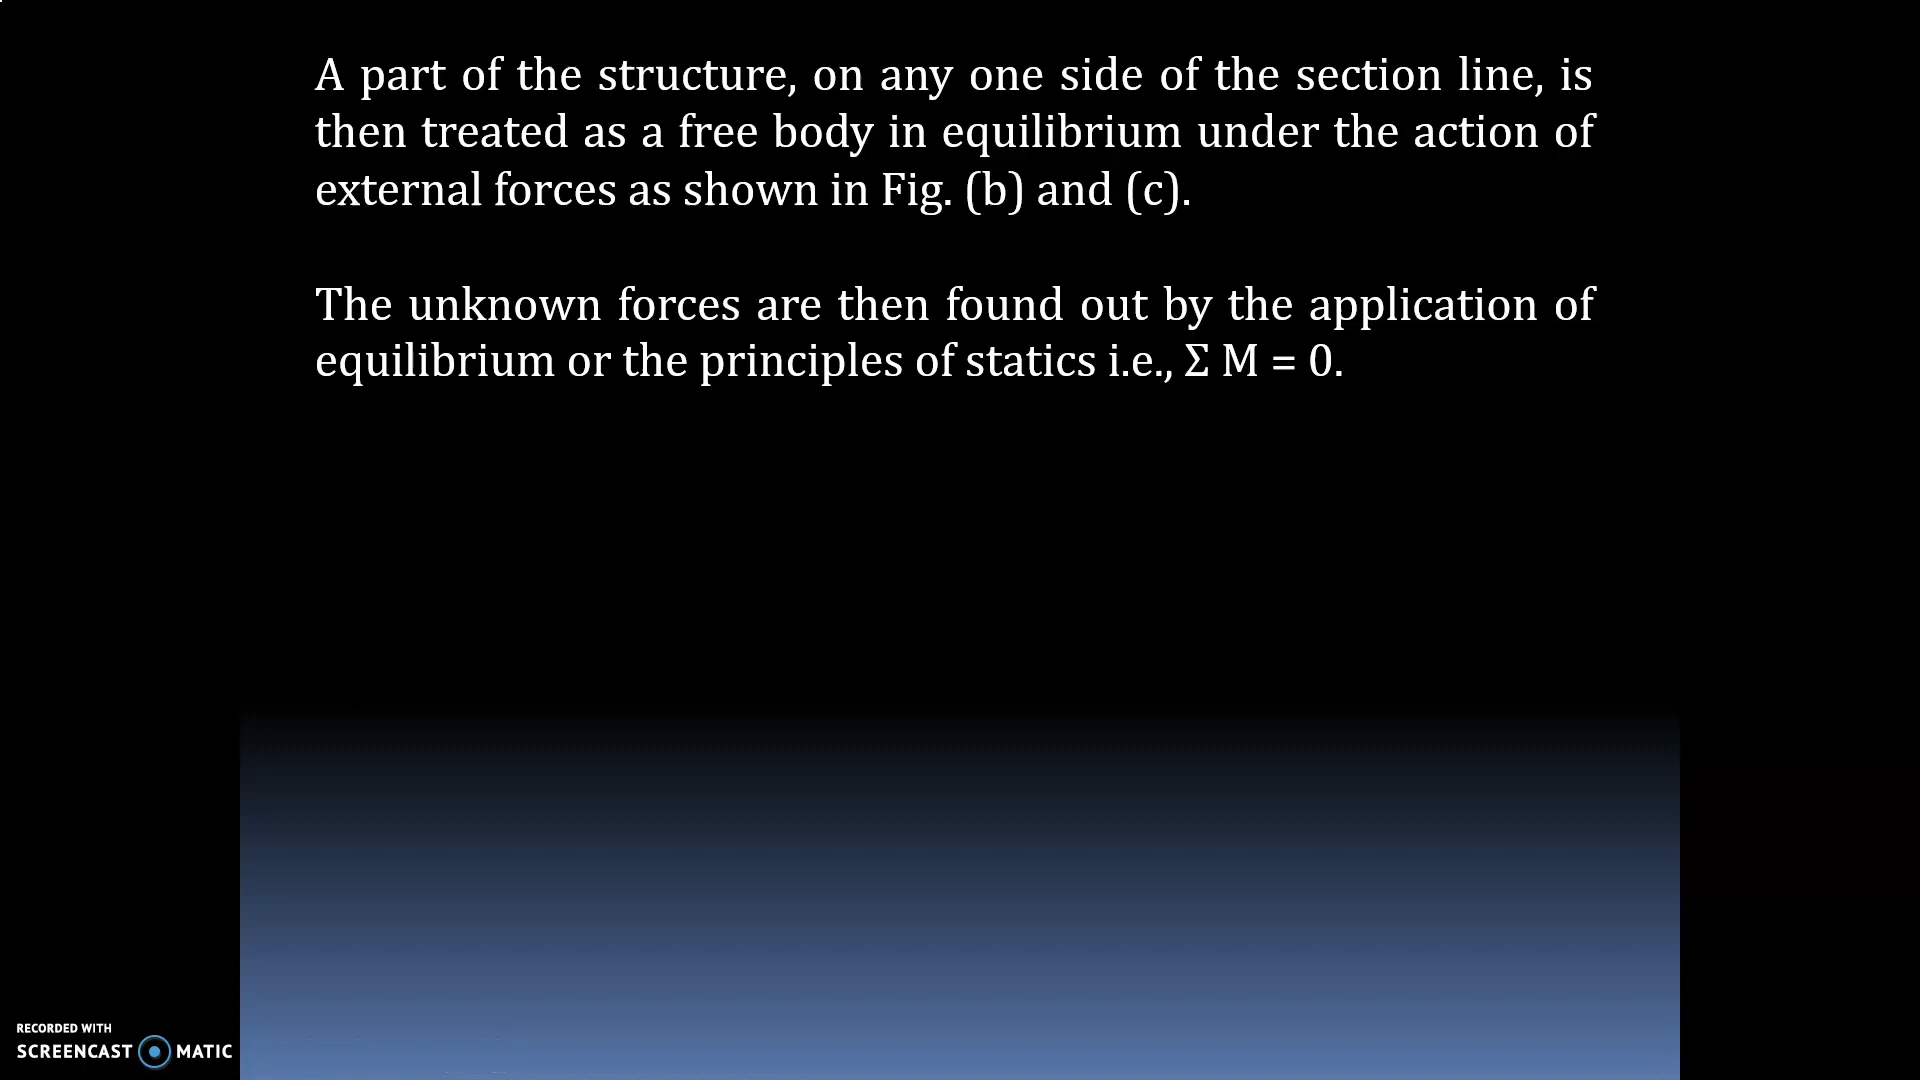 A part of the structure, on any one side of the section line, is
then treated as a free body in equilibrium under the action of
external forces as shown in Fig. (b) and (c).
The unknown forces are then found out by the application of
equilibrium or the principles of statics i.e., Σ M = 0.
RECORDED WITH
SCREENCAST MATIC